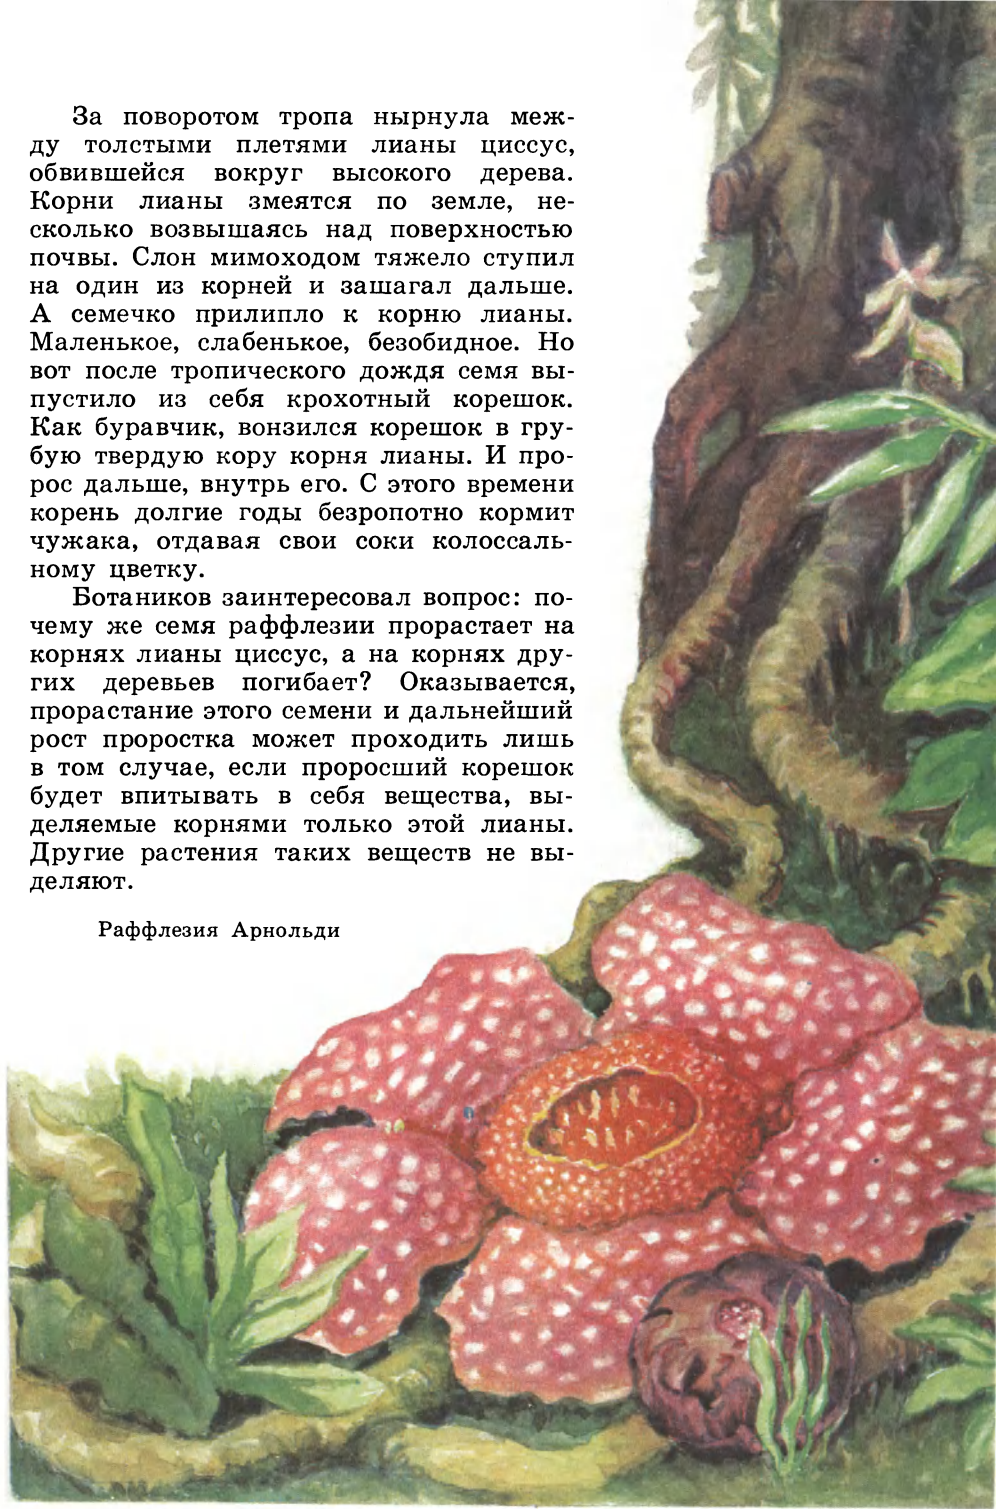 За поворотом тропа нырнула меж-
ду толстыми плетями лианы циссус,
обвившейся вокруг высокого дерева.
Корни лианы змеятся по земле, не-
сколько возвышаясь над поверхностью
почвы. Слон мимоходом тяжело ступил
на один из корней и зашагал дальше.
А семечко прилипло к корню лианы.
Маленькое, слабенькое, безобидное. Но
вот после тропического дождя семя вы-
пустило из себя крохотный корешок.
Как буравчик, вонзился корешок в гру-
бую твердую кору корня лианы. И про-
рос дальше, внутрь его. С этого времени
корень долгие годы безропотно кормит
чужака, отдавая свои соки колоссаль-
ному цветку.
Ботаников заинтересовал вопрос: по-
чему же семя раффлезии прорастает на
корнях лианы циссус, а на корнях дру-
гих деревьев погибает? Оказывается,
прорастание этого семени и дальнейший
рост проростка может проходить лишь
в том случае, если проросший корешок
будет впитывать в себя вещества, вы-
деляемые корнями только этой лианы.
Другие растения таких веществ не вы-
деляют.
Раффлезия Арнольди